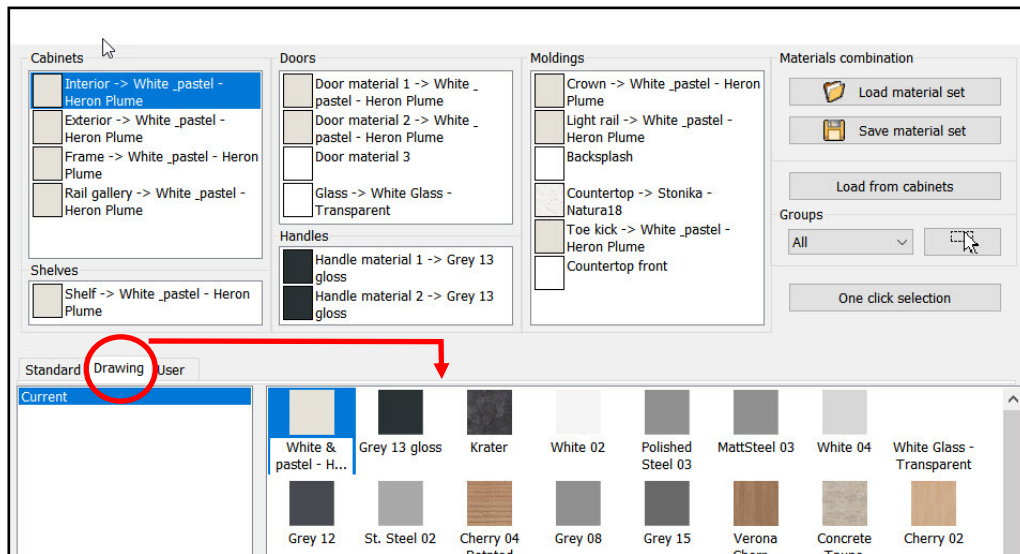 Cabinets
Interior -> White _pastel -
Heron Plume
Exterior -> White _pastel -
Heron Plume
Frame -> White _pastel - Heron
Plume
Rail gallery -> White _pastel -
Heron Plume
Shelves
Shelf -> White _pastel - Heron
Plume
Doors
Door material 1 -> White _
pastel - Heron Plume
Door material 2 -> White _
pastel - Heron Plume
Door material 3
Glass -> White Glass -
Transparent
Handles
Handle material 1 -> Grey 13
gloss
Handle material 2 -> Grey 13
gloss
Moldings
Crown -> White _pastel - Heron
Plume
Light rail -> White _pastel -
Heron Plume
Backsplash
Countertop -> Stonika -
Natura18
Toe kick -> White _pastel -
Heron Plume
Countertop front
Materials combination
Load material set
Save material set
Load from cabinets
Groups
All
One click selection
Standard Drawing User
Current
White &
pastel - H...
Grey 13 gloss
Krater
White 02
Polished
Steel 03
MattSteel 03
White 04
White Glass -
Transparent
Grey 12
St. Steel 02
Cherry 04
Rotated
Grey 08
Grey 15
Verona
Concrete
Cherry 02